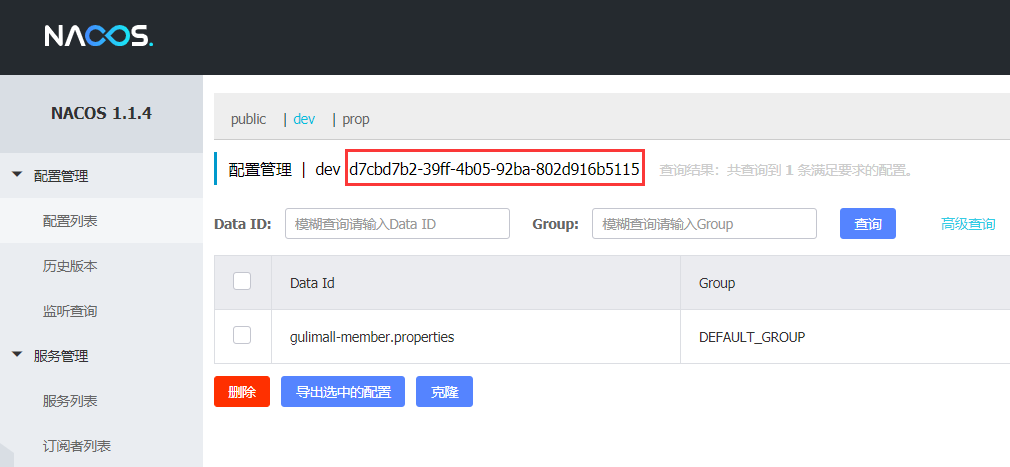 NACOS.
NACOS 1.1.4
配置管理
配置列表
历史版本
监听查询
服务管理
服务列表
订阅者列表
public | dev | prop
配置管理 | dev d7cbd7b2-39ff-4b05-92ba-802d916b5115 查询结果：共查询到 1 条满足要求的配置。
Data ID: 模糊查询请输入Data ID Group: 模糊查询请输入Group 查询 高级查询
Data Id Group
gulimall-member.properties DEFAULT_GROUP
删除 导出选中的配置 克隆